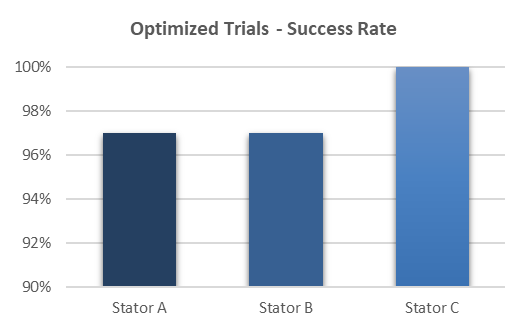 Optimized Trials - Success Rate
100%
98%
96%
94%
92%
90%
Stator A
Stator B
Stator C